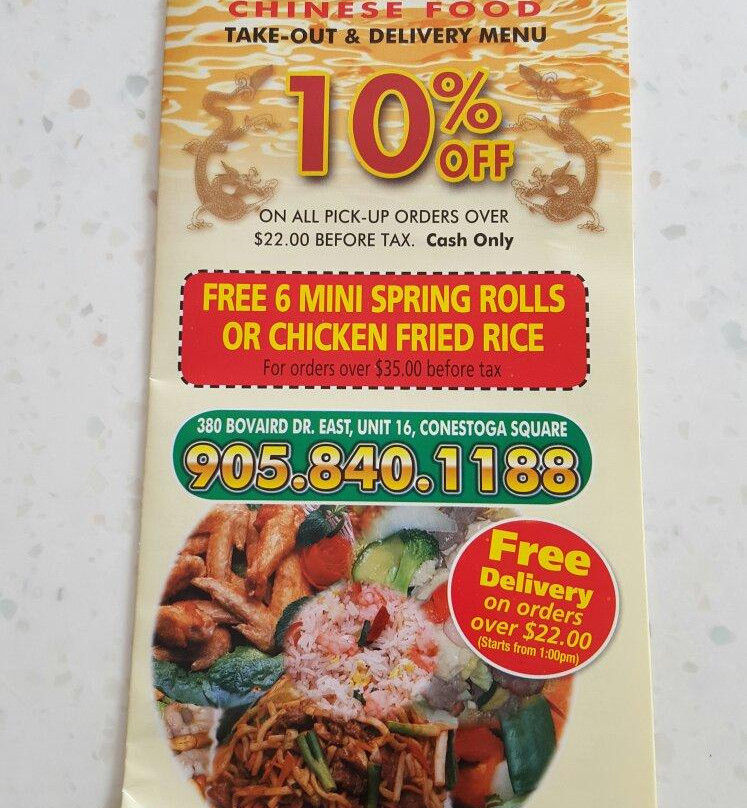 CHINESE FOOD
TAKE-OUT & DELIVERY MENU
10% OFF
ON ALL PICK-UP ORDERS OVER
$22.00 BEFORE TAX. Cash Only
FREE 6 MINI SPRING ROLLS
OR CHICKEN FRIED RICE
For orders over $35.00 before tax
380 BOVAIRD DR. EAST, UNIT 16, CONESTOGA SQUARE
905.840.1188
Free
Delivery
on orders
over $22.00
(Starts from 1:00pm)